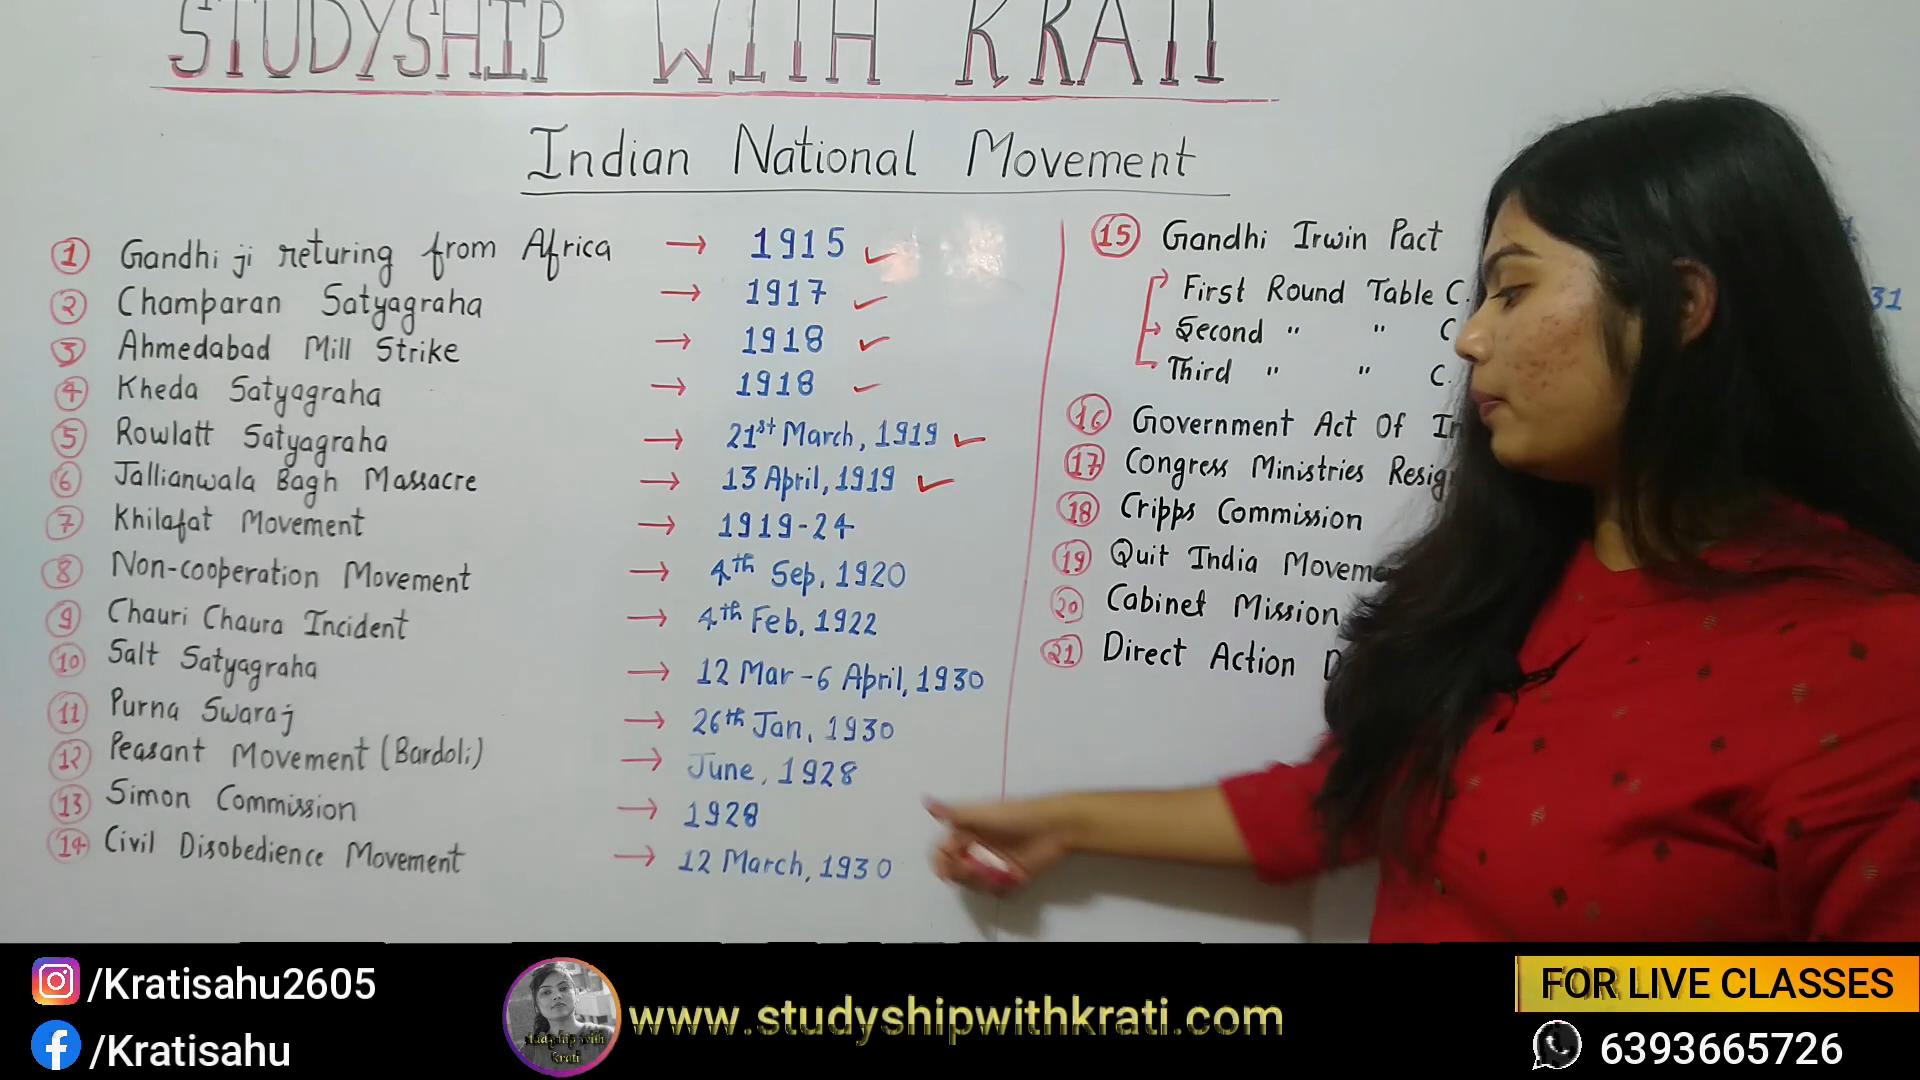 STUDYSHIP WITH KRATI
Indian National Movement
1 Gandhi ji returing from Africa → 1915 ✓
2 Champaran Satyagraha → 1917 ✓
3 Ahmedabad Mill Strike → 1918 ✓
4 Kheda Satyagraha → 1918 ✓
5 Rowlatt Satyagraha → 21st March, 1919 ✓
6 Jallianwala Bagh Massacre → 13 April, 1919 ✓
7 Khilafat Movement → 1919-24
8 Non-cooperation Movement → 4th Sep, 1920
9 Chauri Chaura Incident → 4th Feb, 1922
10 Salt Satyagraha → 12 Mar - 6 April, 1930
11 Purna Swaraj → 26th Jan, 1930
12 Peasant Movement (Bardoli) → June, 1928
13 Simon Commission → 1928
14 Civil Disobedience Movement → 12 March, 1930
15 Gandhi Irwin Pact
First Round Table C. 31
Second " " C
Third " " C.
16 Government Act Of
17 Congress Ministries
18 Cripps Commission
19 Quit India
20 Cabinet Mission
21 Direct Action
/Kratisahu2605
/Kratisahu
studyship with
krati
www.studyshipwithkrati.com
FOR LIVE CLASSES
6393665726